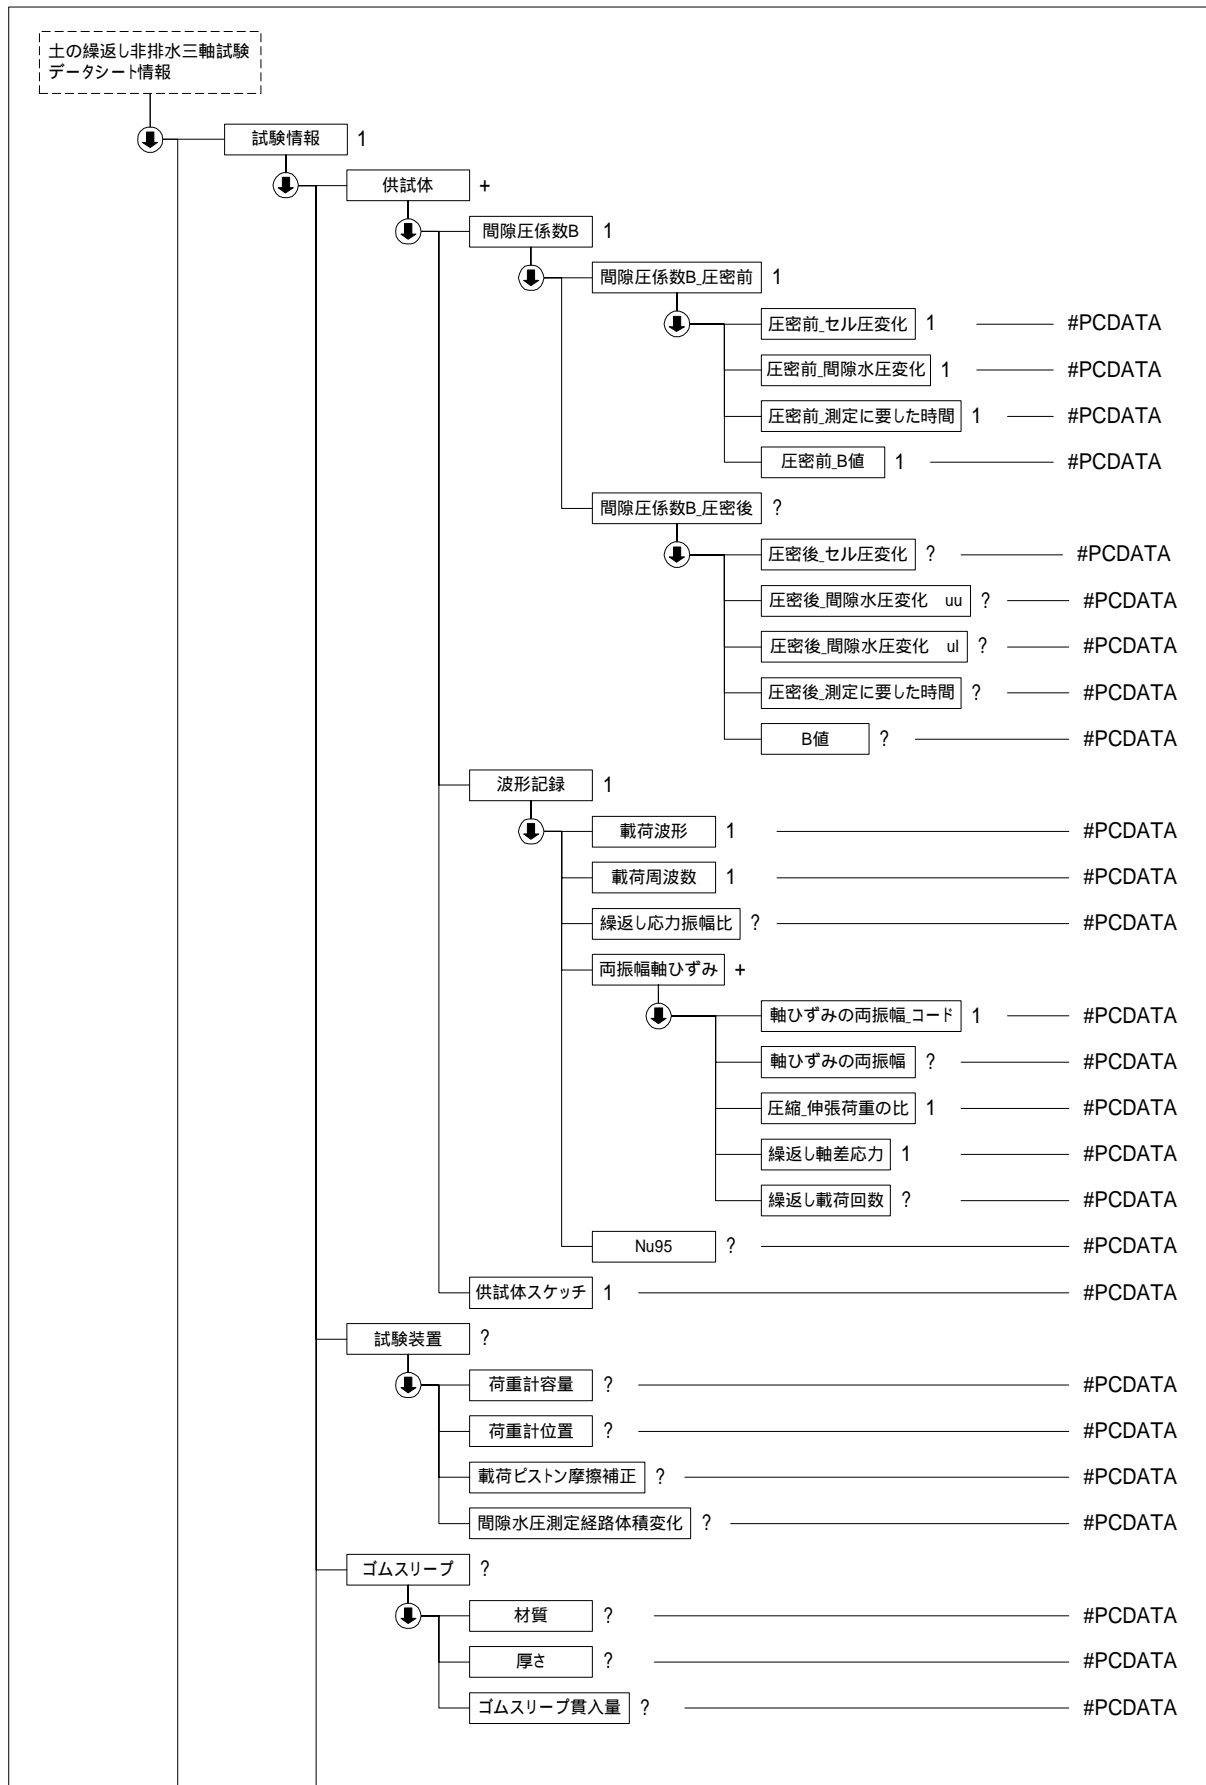 土の繰返し非排水三軸試験
データシート情報
試験情報 1
供試体 +
間隙圧係数B 1
間隙圧係数B_圧密前 1
圧密前_セル圧変化 1 #PCDATA
圧密前_間隙水圧変化 1 #PCDATA
圧密前_測定に要した時間 1 #PCDATA
圧密前_B値 1 #PCDATA
間隙圧係数B_圧密後 ?
圧密後_セル圧変化 ? #PCDATA
圧密後_間隙水圧変化 uu ? #PCDATA
圧密後_間隙水圧変化 ul ? #PCDATA
圧密後_測定に要した時間 ? #PCDATA
B値 ? #PCDATA
波形記録 1
載荷波形 1 #PCDATA
載荷周波数 1 #PCDATA
繰返し応力振幅比 ? #PCDATA
両振幅軸ひずみ +
軸ひずみの両振幅_コード 1 #PCDATA
軸ひずみの両振幅 ? #PCDATA
圧縮_伸張荷重の比 1 #PCDATA
繰返し軸差応力 1 #PCDATA
繰返し載荷回数 ? #PCDATA
Nu95 ? #PCDATA
供試体スケッチ 1 #PCDATA
試験装置 ?
荷重計容量 ? #PCDATA
荷重計位置 ? #PCDATA
載荷ピストン摩擦補正 ? #PCDATA
間隙水圧測定経路体積変化 ? #PCDATA
ゴムスリーブ ?
材質 ? #PCDATA
厚さ ? #PCDATA
ゴムスリーブ貫入量 ? #PCDATA